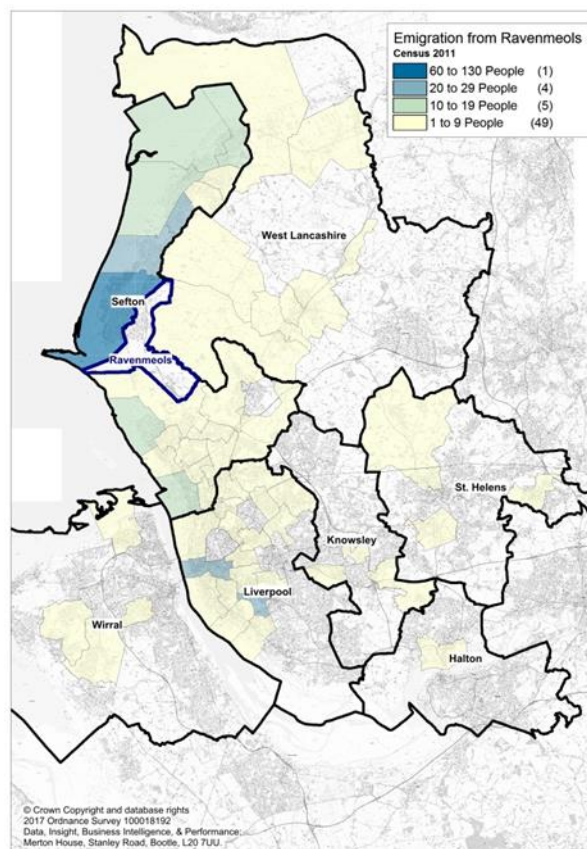 Emigration from Ravenmeols
Census 2011
60 to 130 People (1)
20 to 29 People (4)
10 to 19 People (5)
1 to 9 People (49)
West Lancashire
Sefton
Ravenmeols
St. Helens
Knowsley
Liverpool
Wirral
Halton
© Crown Copyright and database rights
2017 Ordnance Survey 100018192
Data, Insight, Business Intelligence, & Performance;
Merton House, Stanley Road, Bootle, L20 7UU.